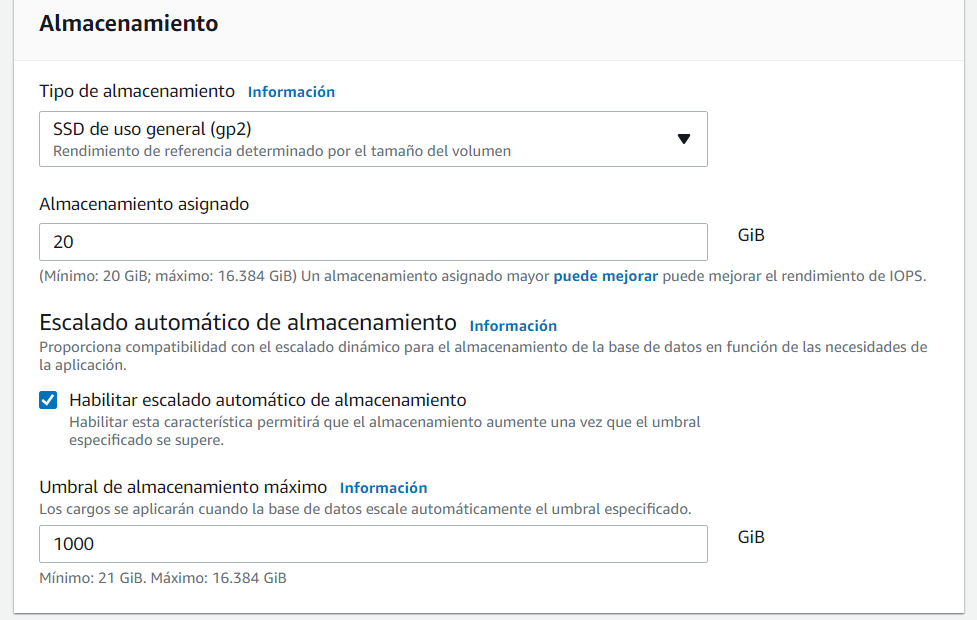 Almacenamiento
Tipo de almacenamiento Información
SSD de uso general (gp2)
Rendimiento de referencia determinado por el tamaño del volumen
Almacenamiento asignado
20 GiB
(Mínimo: 20 GiB; máximo: 16.384 GiB) Un almacenamiento asignado mayor puede mejorar puede mejorar el rendimiento de IOPS.
Escalado automático de almacenamiento Información
Proporciona compatibilidad con el escalado dinámico para el almacenamiento de la base de datos en función de las necesidades de
la aplicación.
Habilitar escalado automático de almacenamiento
Habilitar esta característica permitirá que el almacenamiento aumente una vez que el umbral
especificado se supere.
Umbral de almacenamiento máximo Información
Los cargos se aplicarán cuando la base de datos escale automáticamente el umbral especificado.
1000 GiB
Mínimo: 21 GiB. Máximo: 16.384 GiB